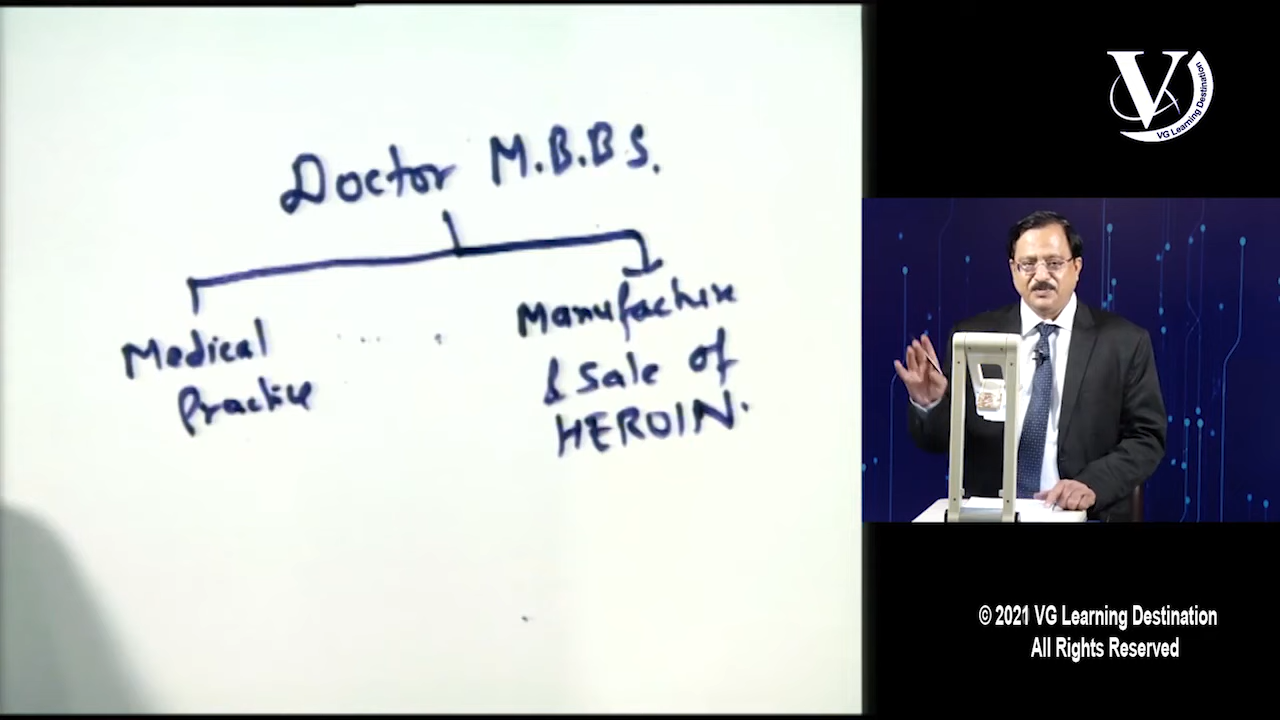 Doctor M.B.B.S.
Medical
Practice
Manufacture
& Sale of
HEROIN.
V
VG Learning Destination
© 2021 VG Learning Destination
All Rights Reserved